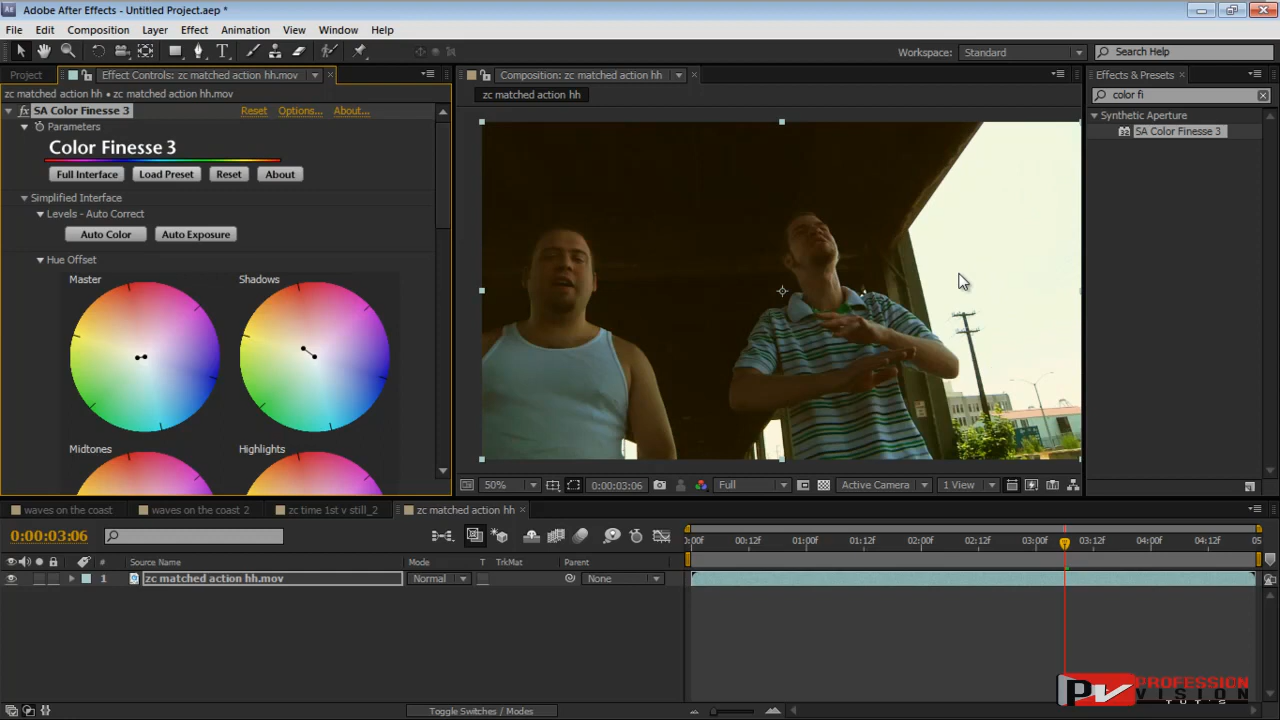 Adobe After Effects - Untitled Project.aep *
File Edit Composition Layer Effect Animation View Window Help
Workspace: Standard Search Help
Project Effect Controls: zc matched action hh.mov Composition: zc matched action hh Effects & Presets
zc matched action hh • zc matched action hh.mov
zc matched action hh
color fi
SA Color Finesse 3 Reset Options... About...
Synthetic Aperture
Parameters
SA Color Finesse 3
Color Finesse 3
Full Interface Load Preset Reset About
Simplified Interface
Levels - Auto Correct
Auto Color Auto Exposure
Hue Offset
Master Shadows
Midtones Highlights
50% 0:00:03:06 Full Active Camera 1 View
waves on the coast waves on the coast 2 zc time 1st v still_2 zc matched action hh
0:00:03:06
:00f 00:12f 01:00f 01:12f 02:00f 02:12f 03:00f 03:12f 04:00f 04:12f 05
# Source Name Mode T TrkMat Parent
1 zc matched action hh.mov Normal None
PV PROFESSION
VISION
TUT'S
Toggle Switches / Modes